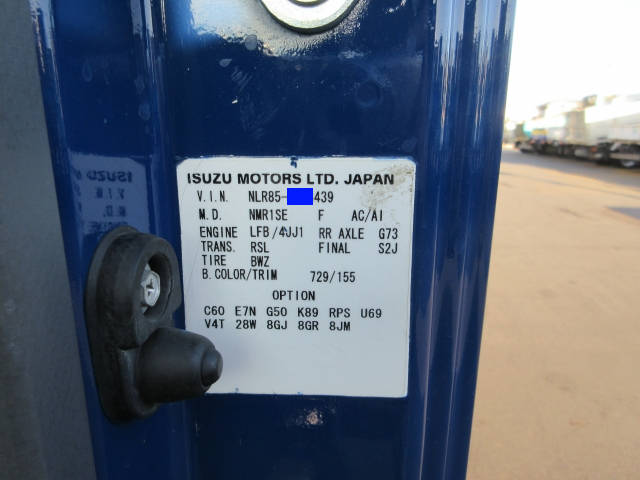 ISUZU MOTORS LTD. JAPAN
V.I.N. NLR85- 439
M.D. NMR1SE F AC/AI
ENGINE LFB/4JJ1 RR AXLE G73
TRANS. RSL FINAL S2J
TIRE BWZ
B.COLOR/TRIM 729/155
OPTION
C60 E7N G50 K89 RPS U69
V4T 28W 8GJ 8GR 8JM